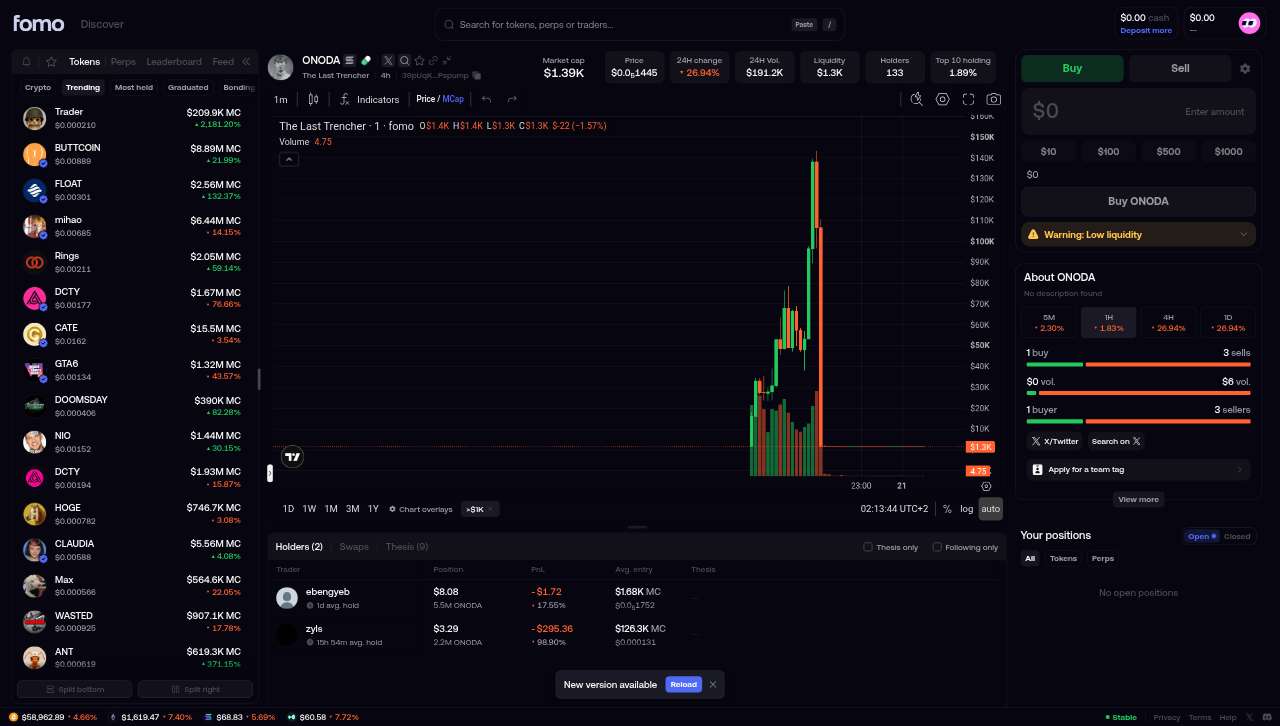 fomo
Discover
Search for tokens, perps or traders...
Paste
/
$0.00 cash
Deposit more
$0.00
—
Tokens Perps Leaderboard Feed
Crypto Trending Most held Graduated Bonding
Trader $209.9K MC
$0.000210 2,181.20%
BUTTCOIN $8.89M MC
$0.00889 21.99%
FLOAT $2.56M MC
$0.00301 132.37%
mihao $6.44M MC
$0.00685 14.15%
Rings $2.05M MC
$0.00211 59.14%
DCTY $1.67M MC
$0.00177 76.66%
CATE $15.5M MC
$0.0162 3.54%
GTA6 $1.32M MC
$0.00134 43.57%
DOOMSDAY $390K MC
$0.000406 82.28%
NIO $1.44M MC
$0.00152 30.15%
DCTY $1.93M MC
$0.00194 15.87%
HOGE $746.7K MC
$0.000782 3.08%
CLAUDIA $5.56M MC
$0.00588 4.08%
Max $564.6K MC
$0.000566 22.05%
WASTED $907.1K MC
$0.000925 17.78%
ANT $619.3K MC
$0.000619 371.15%
Split bottom Split right
ONODA
The Last Trencher 4h
Market cap
$1.39K
Price
$0.0₅1445
24H change
26.94%
24H Vol.
$191.2K
Liquidity
$1.3K
Holders
133
Top 10 holding
1.89%
1m Indicators Price / MCap
The Last Trencher · 1 · fomo O$1.4K H$1.4K L$1.3K C$1.3K $-22 (−1.57%)
Volume 4.75
$160K
$150K
$140K
$130K
$120K
$110K
$100K
$90K
$80K
$70K
$60K
$50K
$40K
$30K
$20K
$10K
$1.3K
4.75
23:00 21
1D 1W 1M 3M 1Y Chart overlays >$1K
02:13:44 UTC+2 % log auto
Holders (2) Swaps Thesis (9)
Thesis only Following only
Trader Position PnL Avg. entry Thesis
ebengyeb $8.08 -$1.72 $1.68K MC
1d avg. hold 5.5M ONODA 17.55% $0.0₅1752
zyls $3.29 -$295.36 $126.3K MC
15h 54m avg. hold 2.2M ONODA 98.90% $0.000131
New version available Reload
Buy Sell
$0 Enter amount
$10 $100 $500 $1000
$0
Buy ONODA
Warning: Low liquidity
About ONODA
No description found
5M 1H 4H 1D
2.30% 1.83% 26.94% 26.94%
1 buy 3 sells
$0 vol. $6 vol.
1 buyer 3 sellers
X/Twitter Search on X
Apply for a team tag
View more
Your positions Open Closed
All Tokens Perps
No open positions
$58,962.89 4.66% $1,619.47 7.40% $68.83 5.69% $60.58 7.72%
Stable Privacy Terms Help